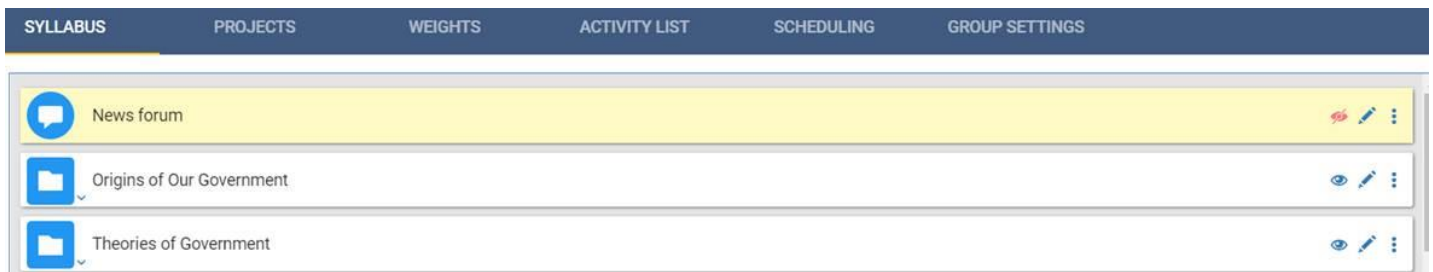 SYLLABUS PROJECTS WEIGHTS ACTIVITY LIST SCHEDULING GROUP SETTINGS
News forum
Origins of Our Government
Theories of Government